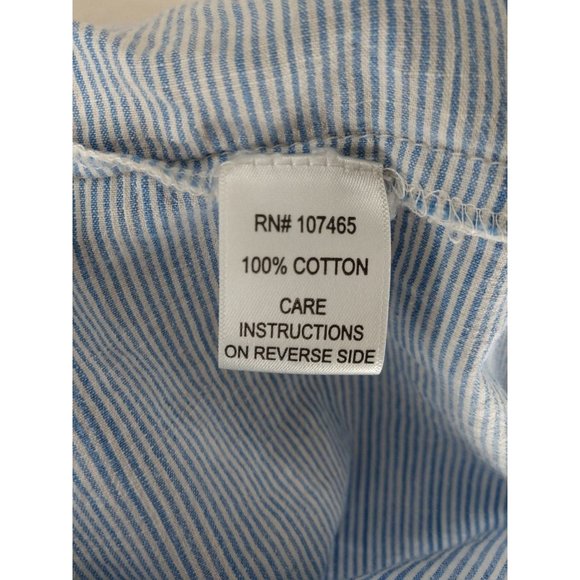 RN# 107465
100% COTTON
CARE
INSTRUCTIONS
ON REVERSE SIDE